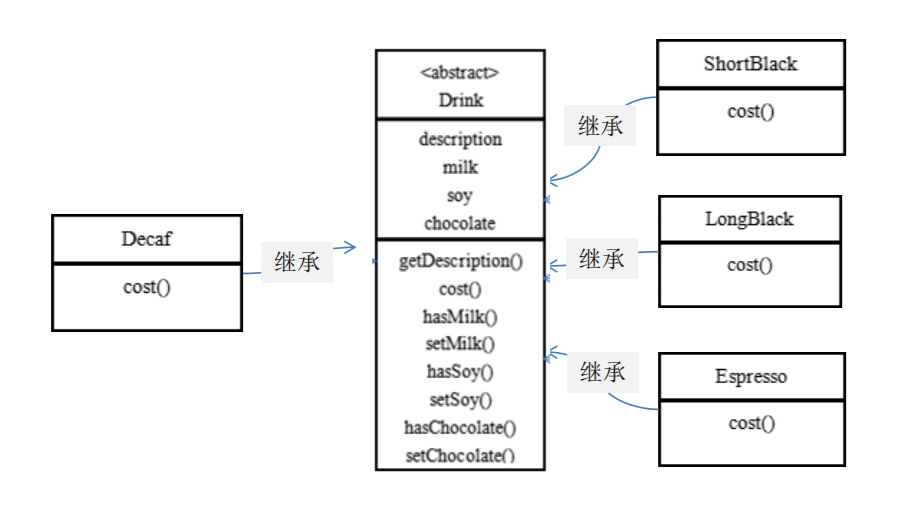 Decaf
cost()
继承
<abstract>
Drink
description
milk
soy
chocolate
getDescription()
cost()
hasMilk()
setMilk()
hasSoy()
setSoy()
hasChocolate()
setChocolate()
继承
ShortBlack
cost()
继承
LongBlack
cost()
继承
Espresso
cost()